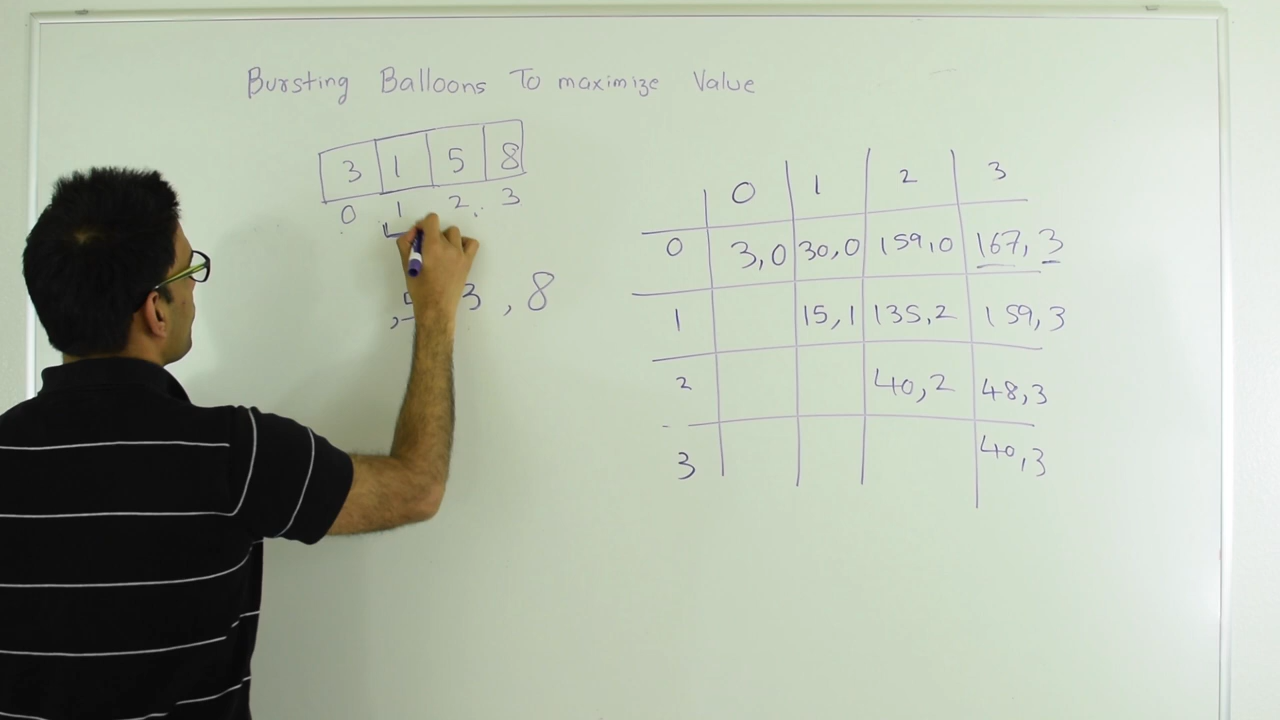 Bursting Balloons To maximize Value
3 1 5 8
0 1 2 3
3, 8
0 1 2 3
0 3,0 30,0 159,0 167,3
1 15,1 135,2 159,3
2 40,2 48,3
3 40,3